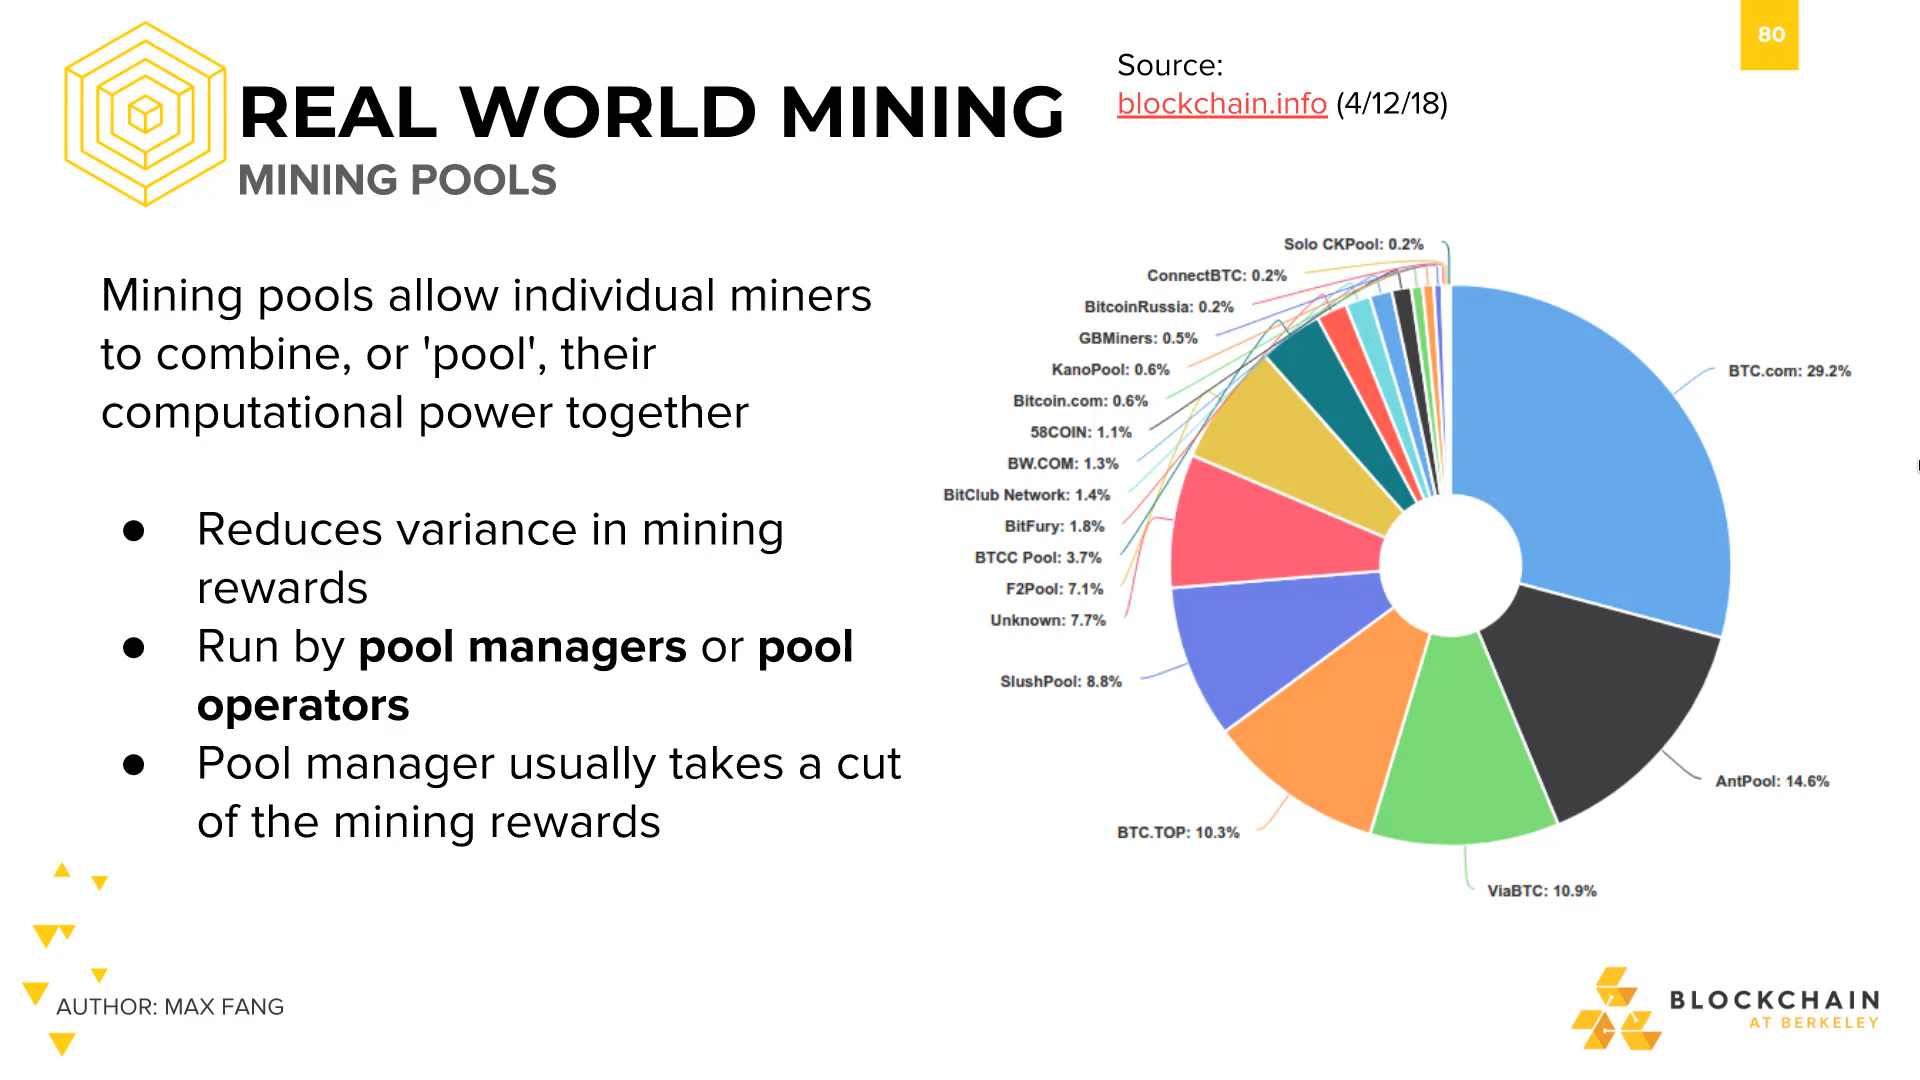 80
REAL WORLD MINING
MINING POOLS
Source:
blockchain.info (4/12/18)
Mining pools allow individual miners
to combine, or 'pool', their
computational power together
● Reduces variance in mining
rewards
● Run by pool managers or pool
operators
● Pool manager usually takes a cut
of the mining rewards
Solo CKPool: 0.2%
ConnectBTC: 0.2%
BitcoinRussia: 0.2%
GBMiners: 0.5%
KanoPool: 0.6%
Bitcoin.com: 0.6%
58COIN: 1.1%
BW.COM: 1.3%
BitClub Network: 1.4%
BitFury: 1.8%
BTCC Pool: 3.7%
F2Pool: 7.1%
Unknown: 7.7%
SlushPool: 8.8%
BTC.TOP: 10.3%
ViaBTC: 10.9%
AntPool: 14.6%
BTC.com: 29.2%
AUTHOR: MAX FANG
BLOCKCHAIN
AT BERKELEY